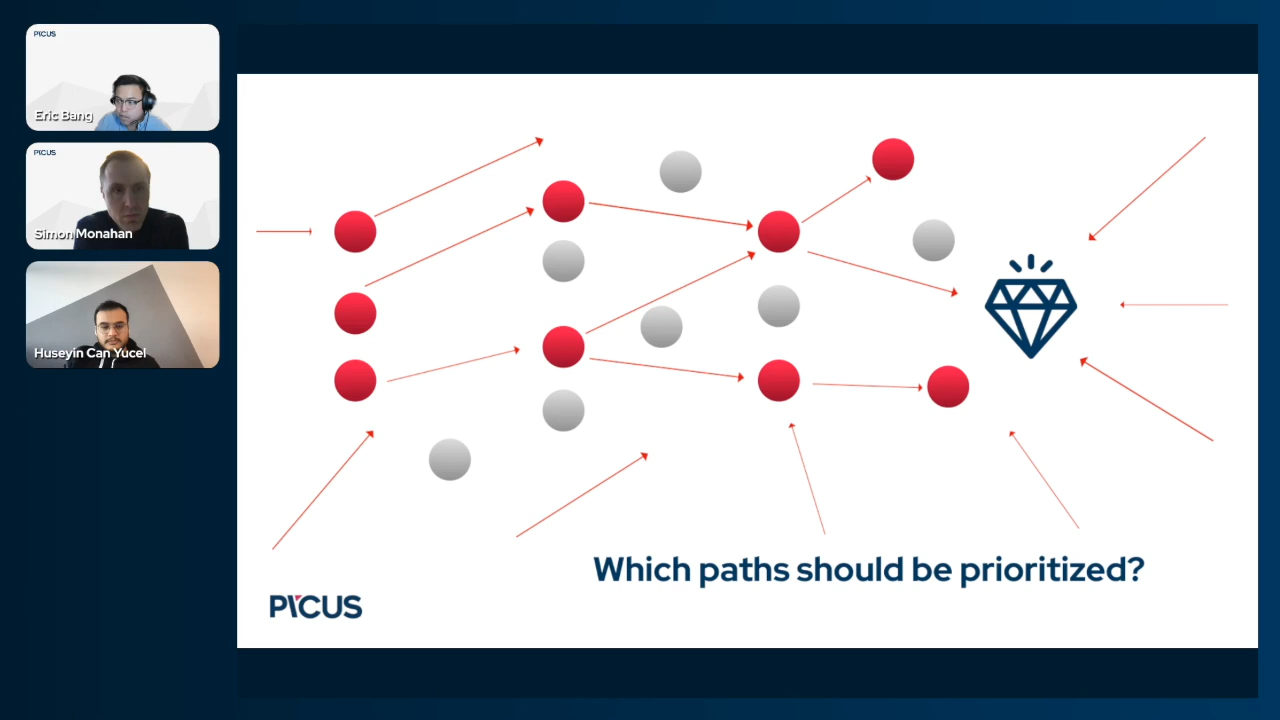 PICUS
Eric Bang
PICUS
Simon Monahan
Huseyin Can Yucel
Which paths should be prioritized?
PICUS